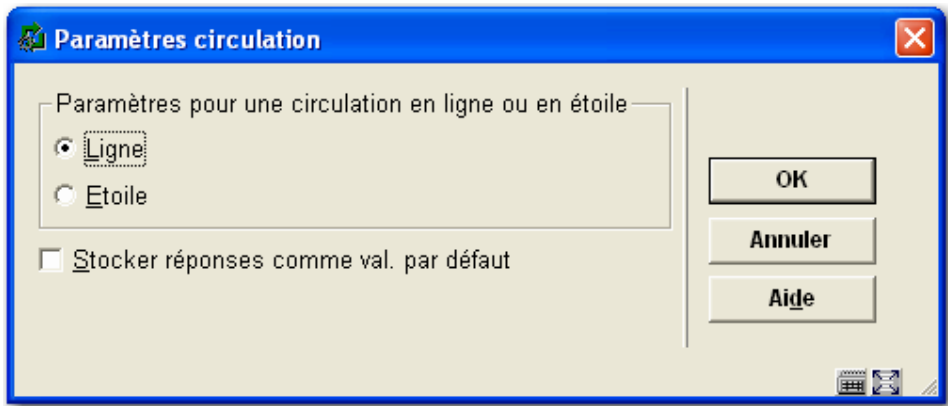 Paramètres circulation
Paramètres pour une circulation en ligne ou en étoile
Ligne
Etoile
Stocker réponses comme val. par défaut
OK
Annuler
Aide